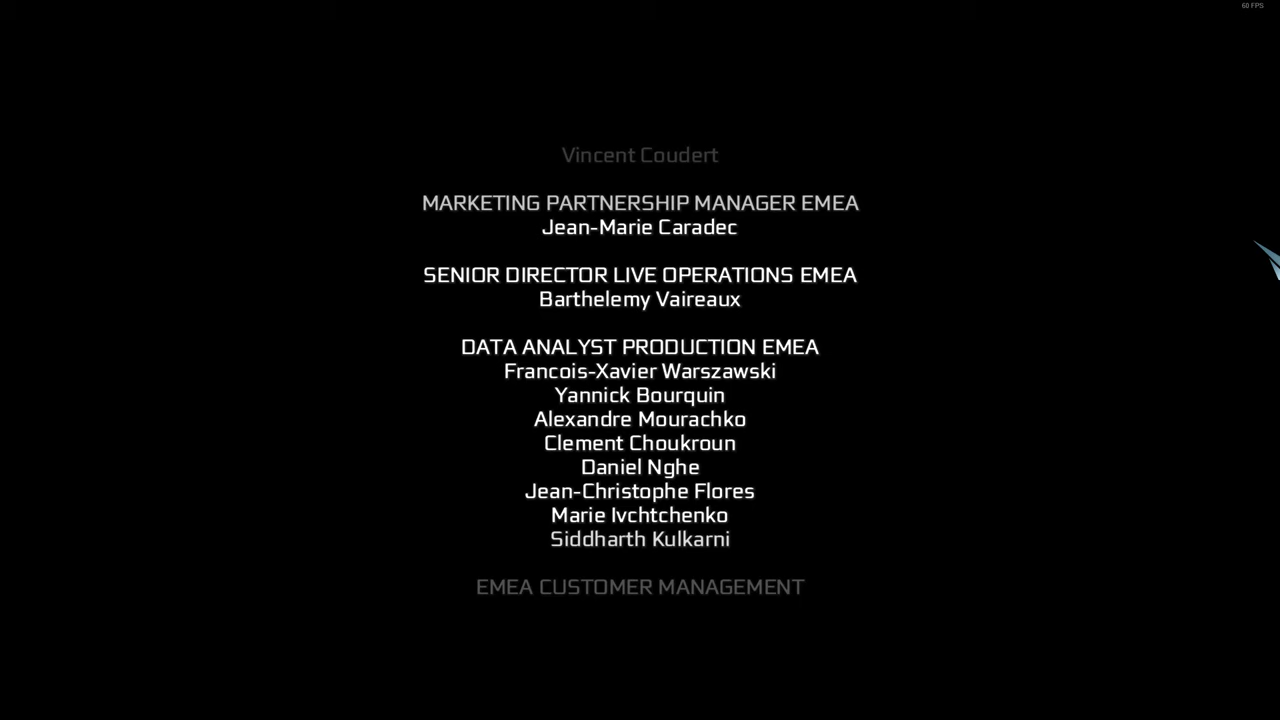 60 FPS
Vincent Coudert
MARKETING PARTNERSHIP MANAGER EMEA
Jean-Marie Caradec
SENIOR DIRECTOR LIVE OPERATIONS EMEA
Barthelemy Vaireaux
DATA ANALYST PRODUCTION EMEA
Francois-Xavier Warszawski
Yannick Bourquin
Alexandre Mourachko
Clement Choukroun
Daniel Nghe
Jean-Christophe Flores
Marie Ivchtchenko
Siddharth Kulkarni
EMEA CUSTOMER MANAGEMENT